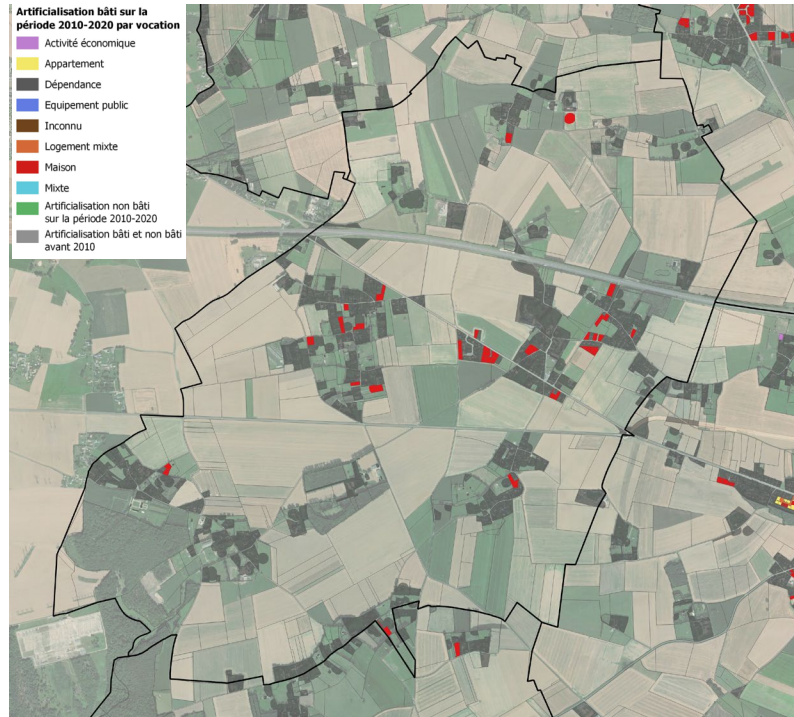 Artificialisation bâti sur la
période 2010-2020 par vocation
Activité économique
Appartement
Dépendance
Equipement public
Inconnu
Logement mixte
Maison
Mixte
Artificialisation non bâti
sur la période 2010-2020
Artificialisation bâti et non bâti
avant 2010